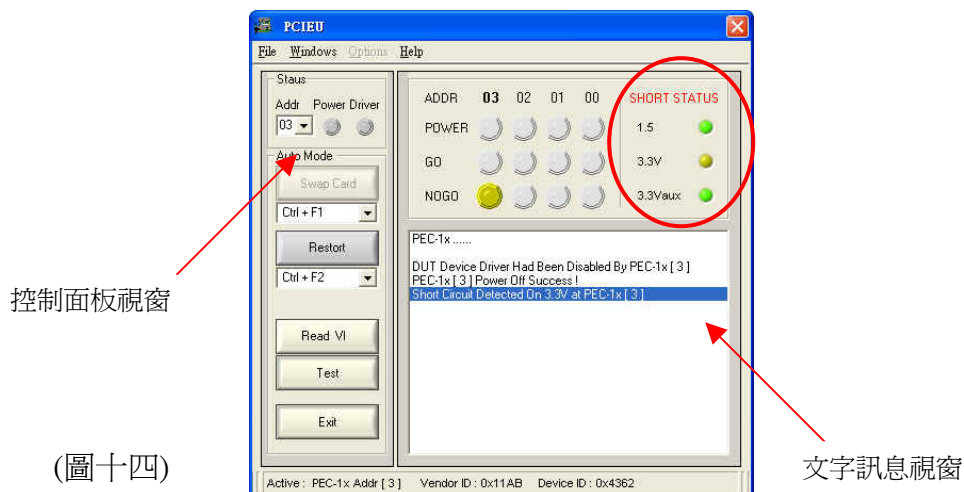 PCIEU
File Windows Options Help
Staus
Addr Power Driver
03
Auto Mode
Swap Card
Ctrl + F1
Restort
Ctrl + F2
Read VI
Test
Exit
ADDR 03 02 01 00
POWER
GO
NOGO
SHORT STATUS
1.5
3.3V
3.3Vaux
PEC-1x ......
DUT Device Driver Had Been Disabled By PEC-1x [ 3 ]
PEC-1x [ 3 ] Power Off Success !
Short Circuit Detected On 3.3V at PEC-1x [ 3 ]
Active : PEC-1x Addr [ 3 ] Vendor ID : 0x11AB Device ID : 0x4362
控制面板視窗
文字訊息視窗
(圖十四)